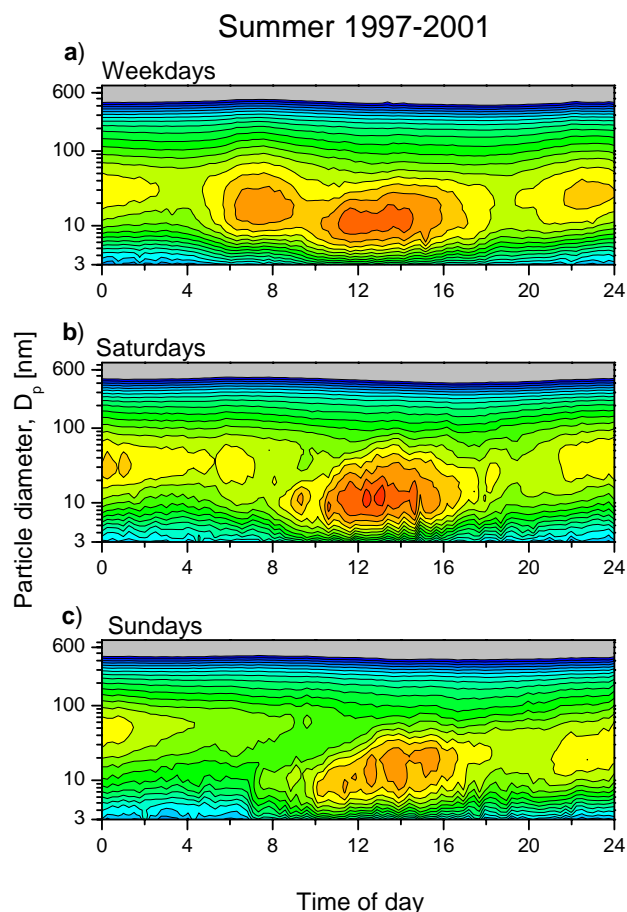 Summer 1997-2001
a)
Weekdays
600
100
10
3
0 4 8 12 16 20 24
b)
Saturdays
600
100
10
3
0 4 8 12 16 20 24
Particle diameter, Dp [nm]
c)
Sundays
600
100
10
3
0 4 8 12 16 20 24
Time of day